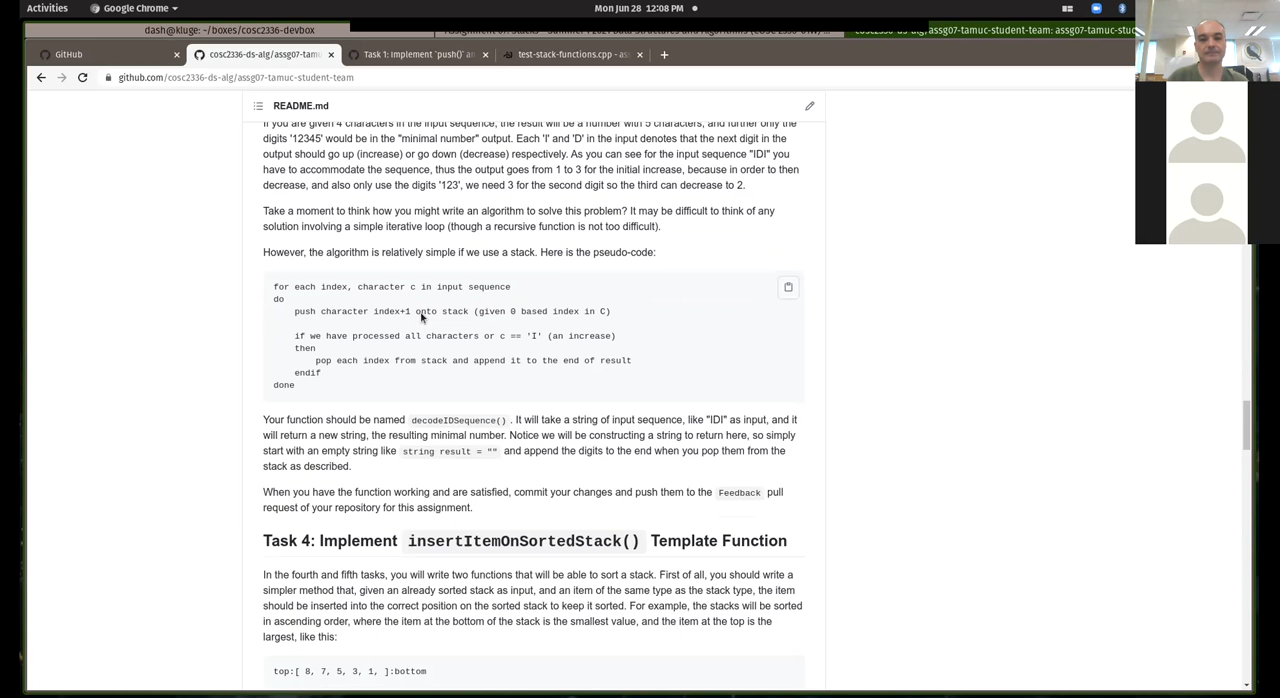 Activities
Google Chrome
Mon Jun 28 12:08 PM
dash@kluge: ~/boxes/cosc2336-devbox
cosc2336-ds-alg/assg07-tamuc-student-team: assg07-tamuc-stu
GitHub
cosc2336-ds-alg/assg07-tamu
Task 1: Implement `push()` an
test-stack-functions.cpp - ass
github.com/cosc2336-ds-alg/assg07-tamuc-student-team
README.md
If you are given 4 characters in the input sequence, the result will be a number with 5 characters, and further only the
digits '12345' would be in the "minimal number" output. Each 'I' and 'D' in the input denotes that the next digit in the
output should go up (increase) or go down (decrease) respectively. As you can see for the input sequence "IDI" you
have to accommodate the sequence, thus the output goes from 1 to 3 for the initial increase, because in order to then
decrease, and also only use the digits '123', we need 3 for the second digit so the third can decrease to 2.
Take a moment to think how you might write an algorithm to solve this problem? It may be difficult to think of any
solution involving a simple iterative loop (though a recursive function is not too difficult).
However, the algorithm is relatively simple if we use a stack. Here is the pseudo-code:
for each index, character c in input sequence
do
push character index+1 onto stack (given 0 based index in C)
if we have processed all characters or c == 'I' (an increase)
then
pop each index from stack and append it to the end of result
endif
done
Your function should be named decodeIDSequence() . It will take a string of input sequence, like "IDI" as input, and it
will return a new string, the resulting minimal number. Notice we will be constructing a string to return here, so simply
start with an empty string like string result = "" and append the digits to the end when you pop them from the
stack as described.
When you have the function working and are satisfied, commit your changes and push them to the Feedback pull
request of your repository for this assignment.
Task 4: Implement insertItemOnSortedStack() Template Function
In the fourth and fifth tasks, you will write two functions that will be able to sort a stack. First of all, you should write a
simpler method that, given an already sorted stack as input, and an item of the same type as the stack type, the item
should be inserted into the correct position on the sorted stack to keep it sorted. For example, the stacks will be sorted
in ascending order, where the item at the bottom of the stack is the smallest value, and the item at the top is the
largest, like this:
top:[ 8, 7, 5, 3, 1, ]:bottom